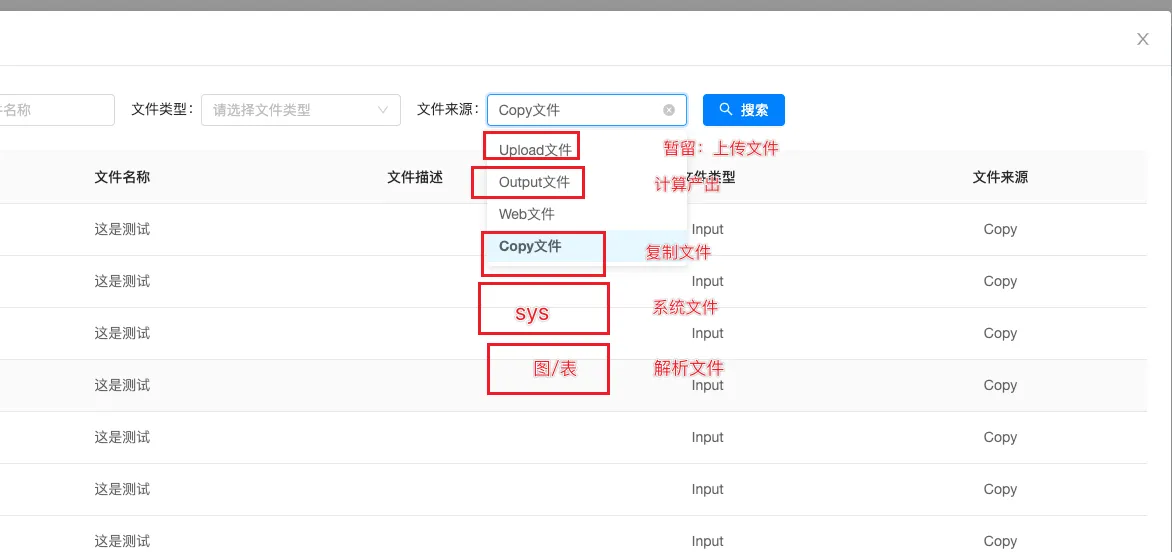 件名称 文件类型： 请选择文件类型 文件来源： Copy文件 搜索
Upload文件 暂留：上传文件
文件名称 文件描述 Output文件 计算产出 文件类型 文件来源
Web文件
这是测试 Input Copy
Copy文件 复制文件
这是测试 Input Copy
sys 系统文件
这是测试 Input Copy
图/表 解析文件
这是测试 Input Copy
这是测试 Input Copy
这是测试 Input Copy
这是测试 Input Copy